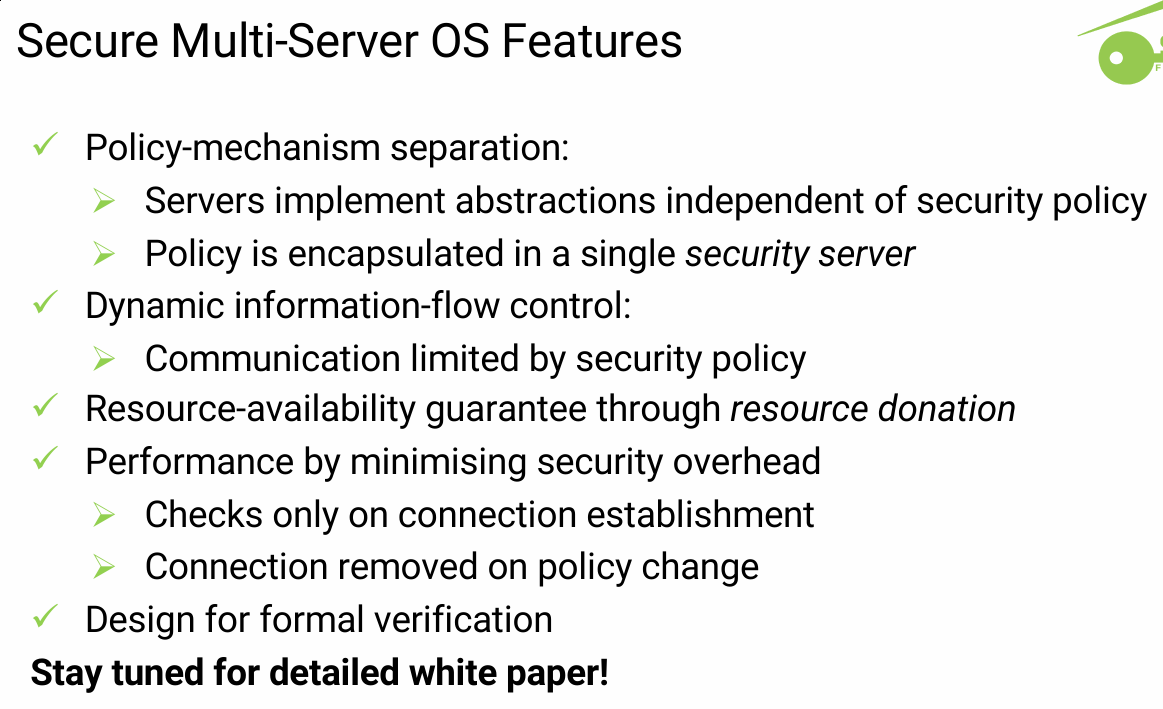 Secure Multi-Server OS Features
Policy-mechanism separation:
Servers implement abstractions independent of security policy
Policy is encapsulated in a single security server
Dynamic information-flow control:
Communication limited by security policy
Resource-availability guarantee through resource donation
Performance by minimising security overhead
Checks only on connection establishment
Connection removed on policy change
Design for formal verification
Stay tuned for detailed white paper!